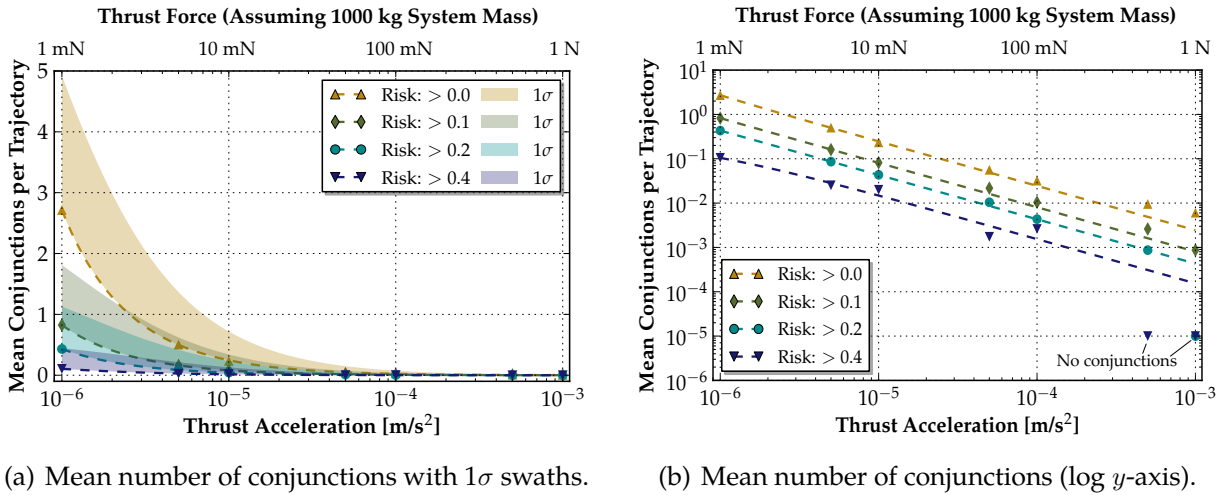 Thrust Force (Assuming 1000 kg System Mass)
1 mN 10 mN 100 mN 1 N
Mean Conjunctions per Trajectory
5
4
3
2
1
0
Risk: > 0.0 1σ
Risk: > 0.1 1σ
Risk: > 0.2 1σ
Risk: > 0.4 1σ
10⁻⁶ 10⁻⁵ 10⁻⁴ 10⁻³
Thrust Acceleration [m/s²]
(a) Mean number of conjunctions with 1σ swaths.
Thrust Force (Assuming 1000 kg System Mass)
1 mN 10 mN 100 mN 1 N
Mean Conjunctions per Trajectory
10¹
10⁰
10⁻¹
10⁻²
10⁻³
10⁻⁴
10⁻⁵
10⁻⁶
Risk: > 0.0
Risk: > 0.1
Risk: > 0.2
Risk: > 0.4
No conjunctions
10⁻⁶ 10⁻⁵ 10⁻⁴ 10⁻³
Thrust Acceleration [m/s²]
(b) Mean number of conjunctions (log y-axis).